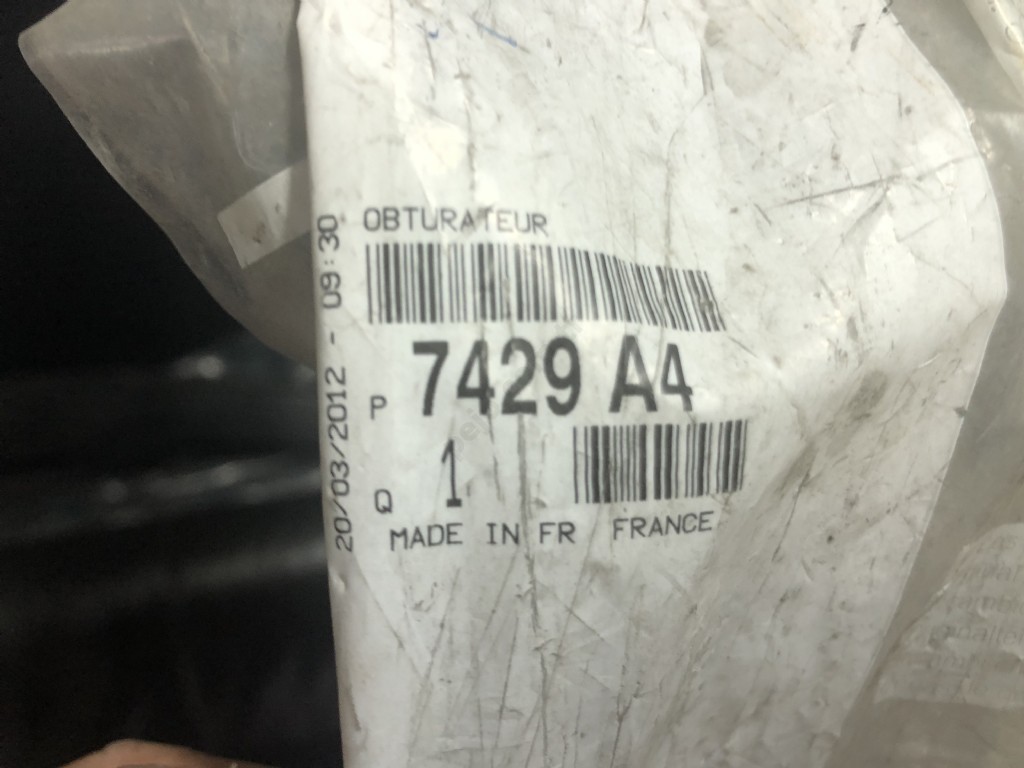 OBTURATEUR
P 7429 A4
Q 1
MADE IN FR FRANCE
20/03/2012 - 09:30